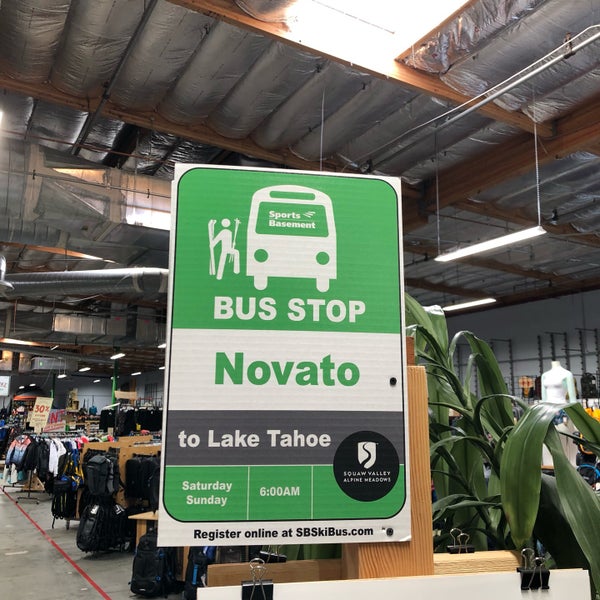 Sports
Basement
BUS STOP
Novato
to Lake Tahoe
Saturday
Sunday
6:00AM
SQUAW VALLEY
ALPINE MEADOWS
Register online at SBSkiBus.com
30%